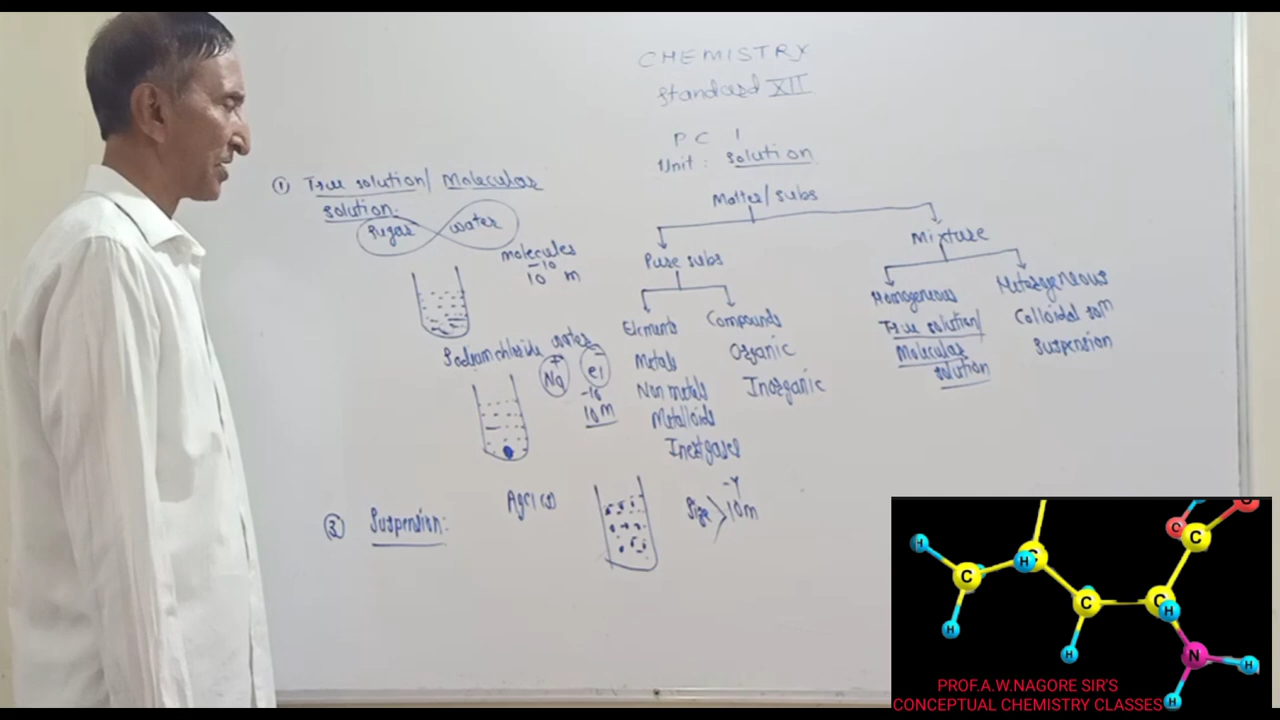 CHEMISTRY
Standard XII
PC 1
Unit : Solution
① True solution/ Molecular
solution.
Sugar water
molecules
10⁻¹⁰ m
Sodium chloride water
Na⁺ Cl⁻
10⁻¹⁰ m
② Suspension:
AgCl (s)
Size > 10 m
Matter/subs
Pure subs
Mixture
Elements
Metals
Non metals
Metalloids
Inert gases
Compounds
Organic
Inorganic
Homogeneous
True solution/
Molecular
solution
Heterogeneous
Colloidal solⁿ
Suspension
H
C
H
H
C
C
H
C
H
C
O
O
N
H
H
PROF.A.W.NAGORE SIR'S
CONCEPTUAL CHEMISTRY CLASSES